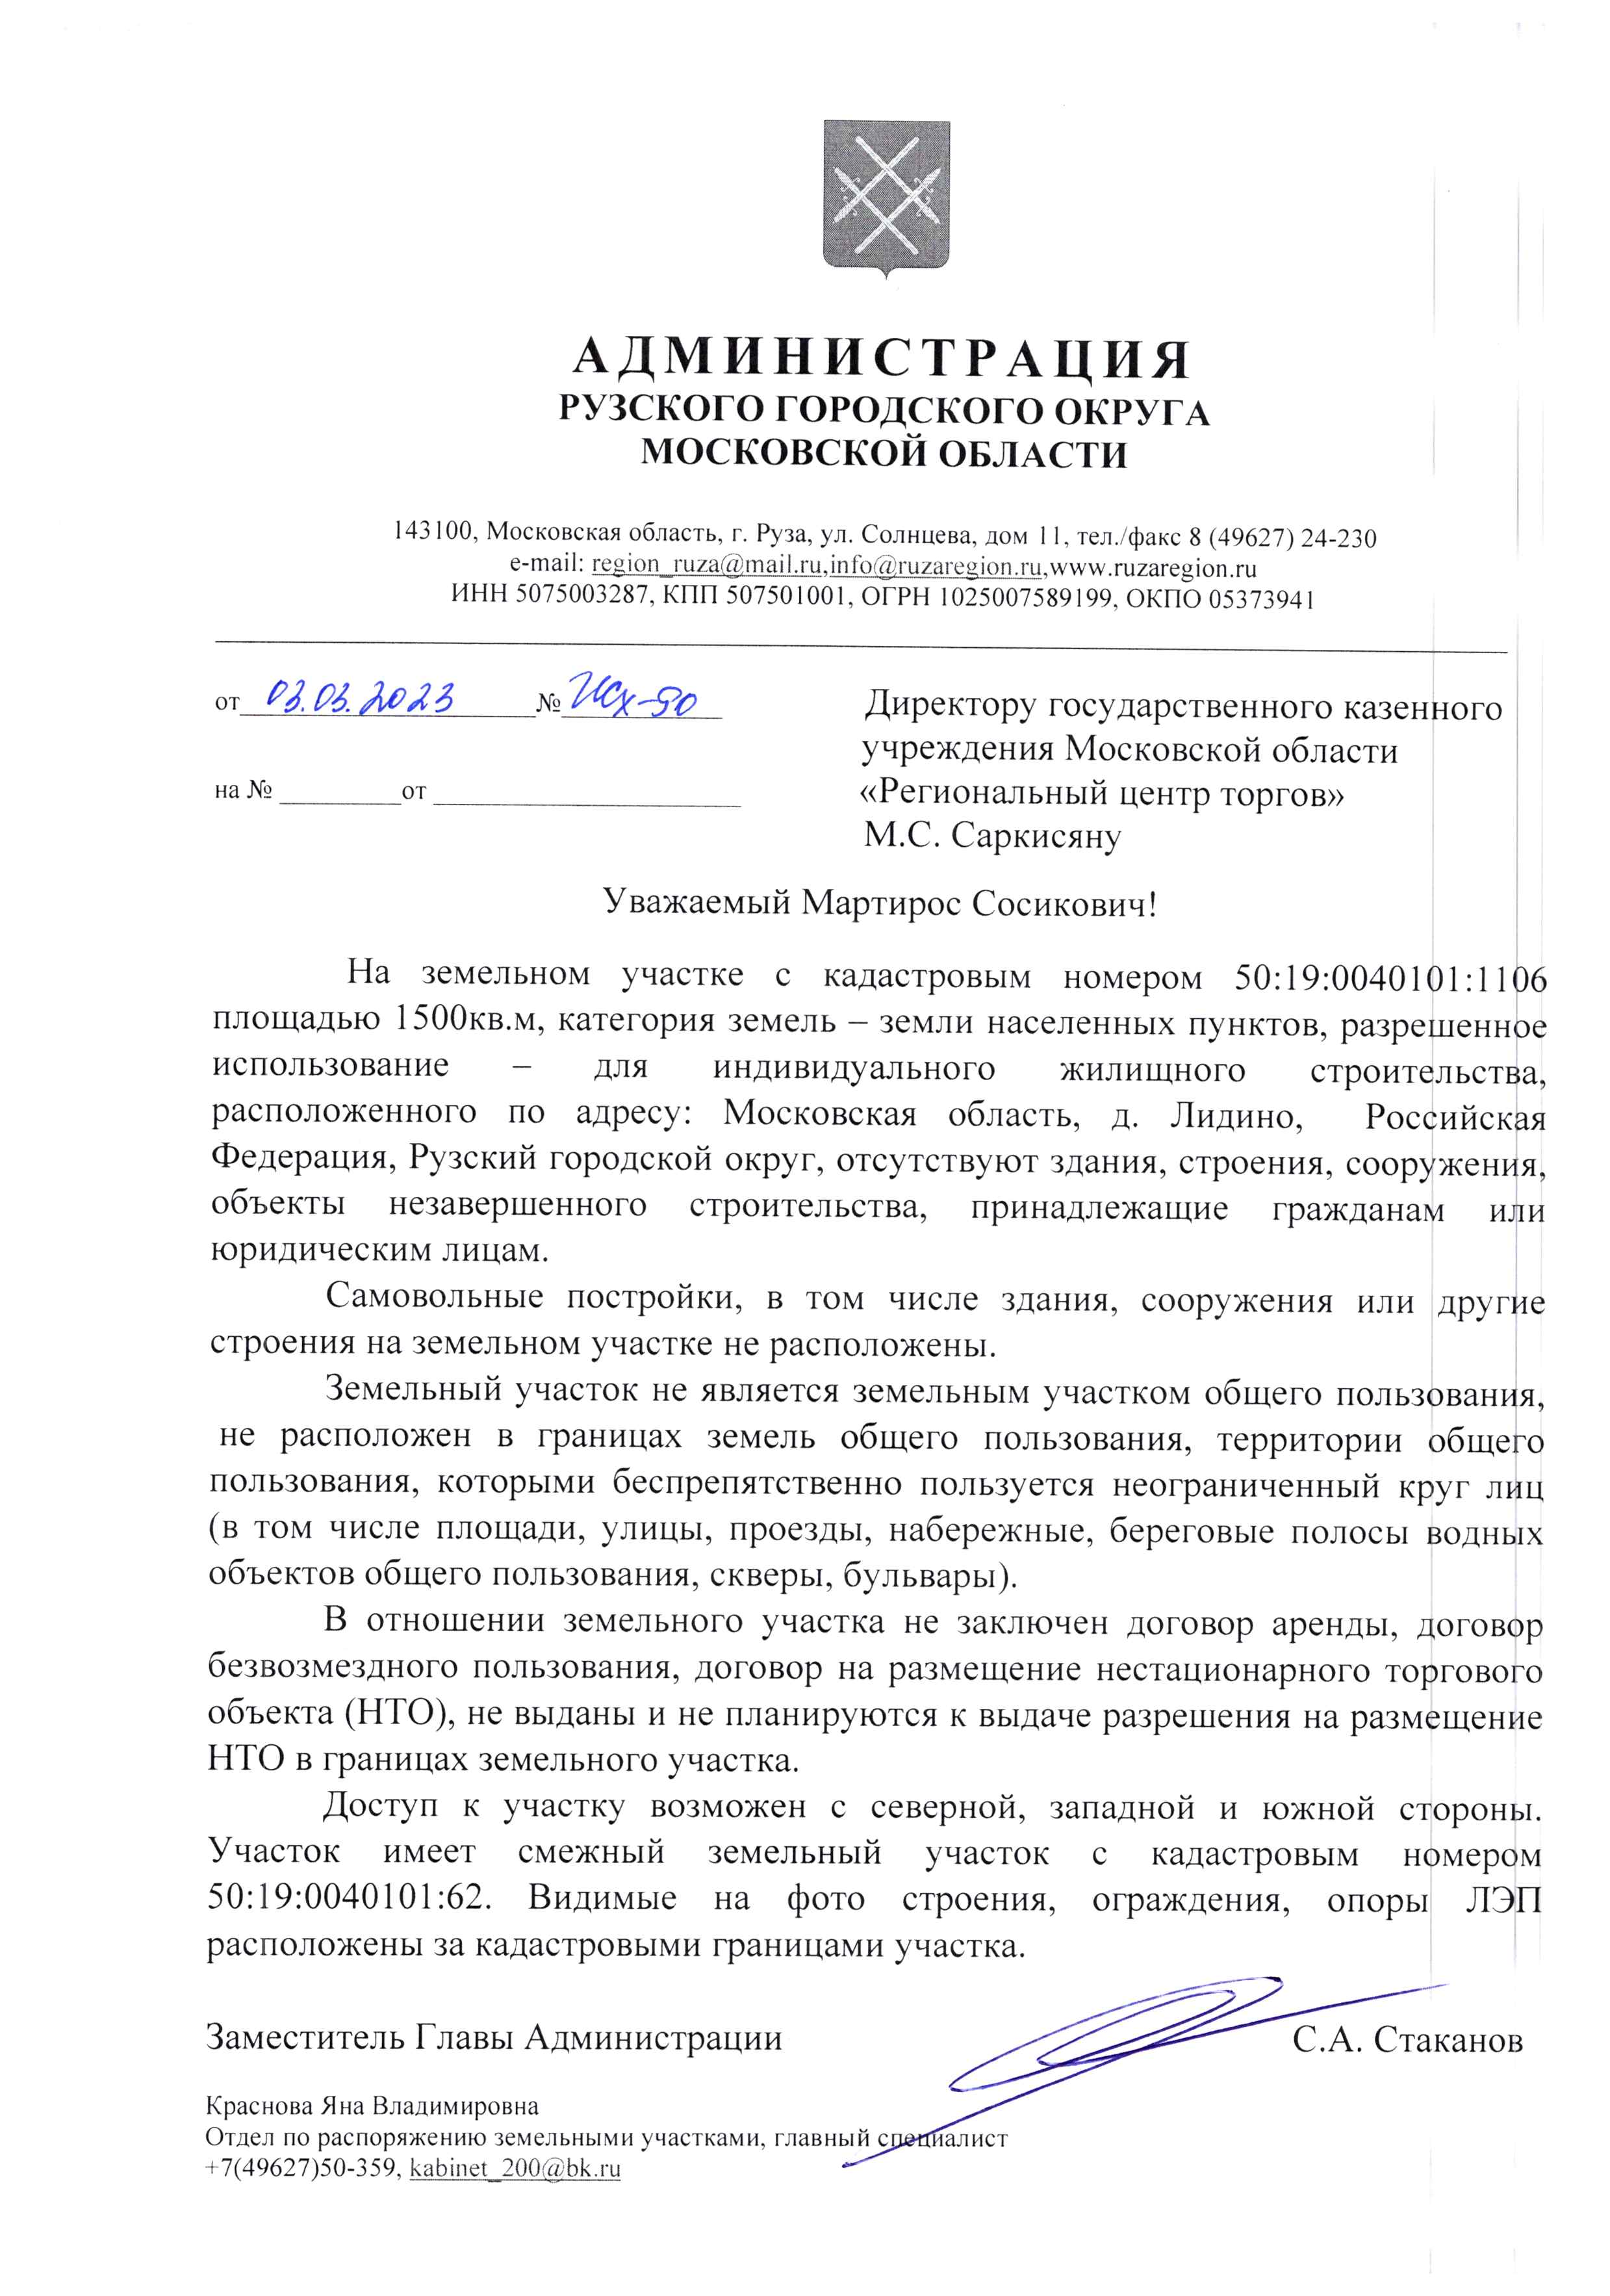 АДМИНИСТРАЦИЯ
РУЗСКОГО ГОРОДСКОГО ОКРУГА
МОСКОВСКОЙ ОБЛАСТИ
143100, Московская область, г. Руза, ул. Солнцева, дом 11, тел./факс 8 (49627) 24-230
e-mail: region_ruza@mail.ru,info@ruzaregion.ru,www.ruzaregion.ru
ИНН 5075003287, КПП 507501001, ОГРН 1025007589199, ОКПО 05373941
от 03.03.2023 № Исх-90
на № __________от ____________________
Директору государственного казенного
учреждения Московской области
«Региональный центр торгов»
М.С. Саркисяну
Уважаемый Мартирос Сосикович!
На земельном участке с кадастровым номером 50:19:0040101:1106
площадью 1500кв.м, категория земель – земли населенных пунктов, разрешенное
использование – для индивидуального жилищного строительства,
расположенного по адресу: Московская область, д. Лидино, Российская
Федерация, Рузский городской округ, отсутствуют здания, строения, сооружения,
объекты незавершенного строительства, принадлежащие гражданам или
юридическим лицам.
Самовольные постройки, в том числе здания, сооружения или другие
строения на земельном участке не расположены.
Земельный участок не является земельным участком общего пользования,
не расположен в границах земель общего пользования, территории общего
пользования, которыми беспрепятственно пользуется неограниченный круг лиц
(в том числе площади, улицы, проезды, набережные, береговые полосы водных
объектов общего пользования, скверы, бульвары).
В отношении земельного участка не заключен договор аренды, договор
безвозмездного пользования, договор на размещение нестационарного торгового
объекта (НТО), не выданы и не планируются к выдаче разрешения на размещение
НТО в границах земельного участка.
Доступ к участку возможен с северной, западной и южной стороны.
Участок имеет смежный земельный участок с кадастровым номером
50:19:0040101:62. Видимые на фото строения, ограждения, опоры ЛЭП
расположены за кадастровыми границами участка.
Заместитель Главы Администрации С.А. Стаканов
Краснова Яна Владимировна
Отдел по распоряжению земельными участками, главный специалист
+7(49627)50-359, kabinet_200@bk.ru